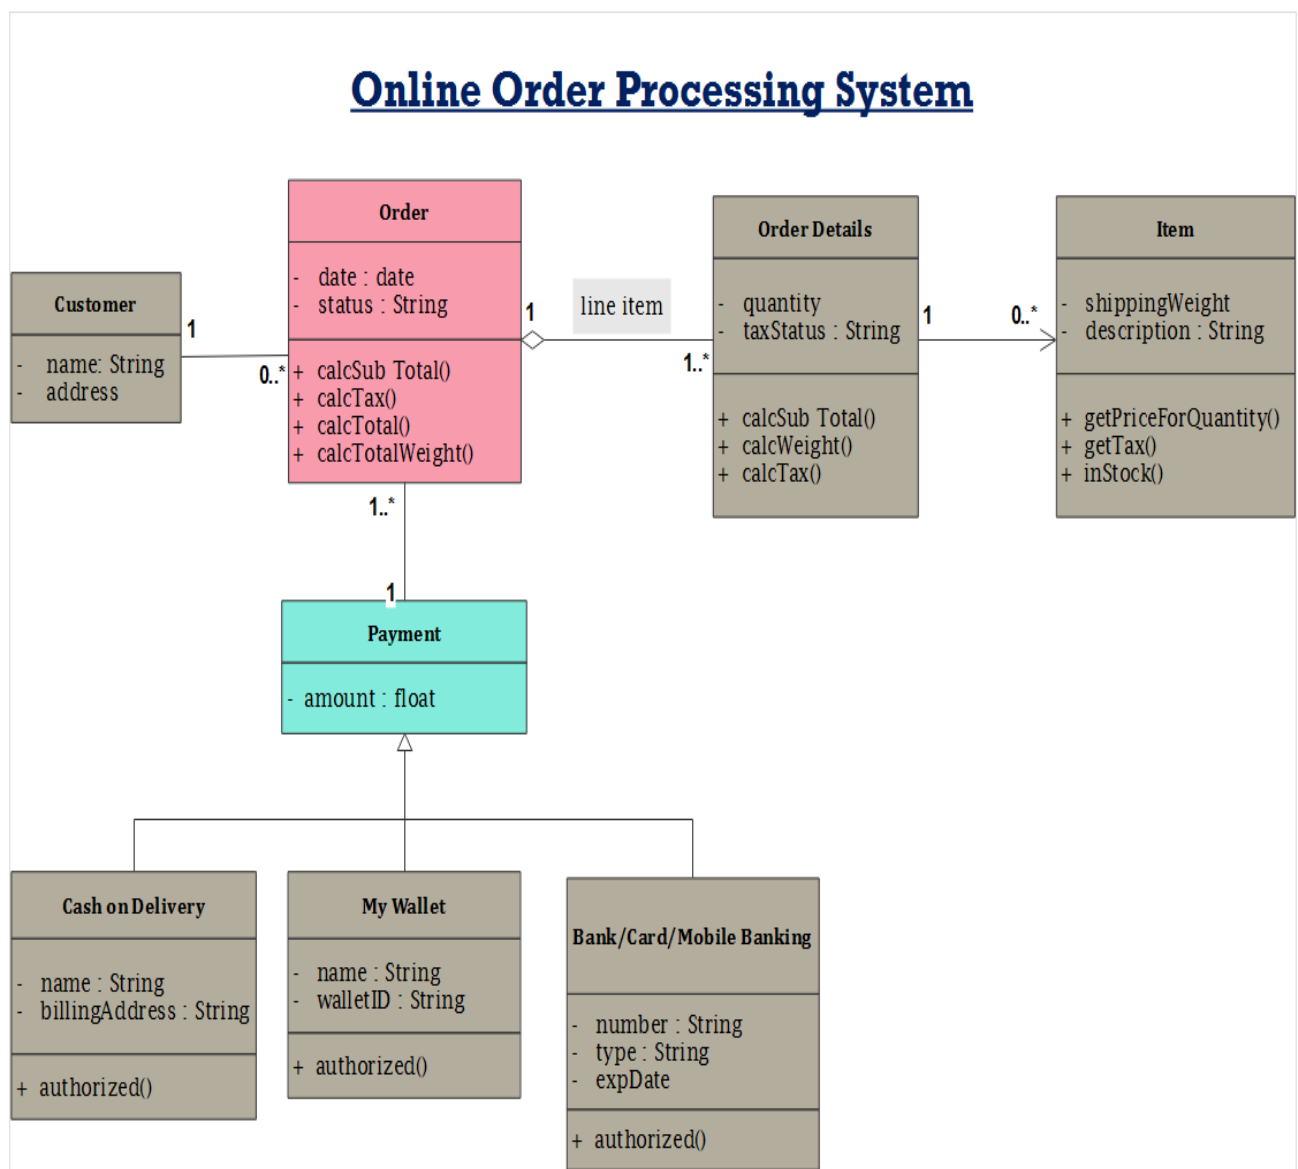 Online Order Processing System
Order
- date : date
- status : String
+ calcSub Total()
+ calcTax()
+ calcTotal()
+ calcTotalWeight()
Customer
- name: String
- address
1
0..*
1
line item
1..*
Order Details
- quantity
- taxStatus : String
+ calcSub Total()
+ calcWeight()
+ calcTax()
1
0..*
Item
- shippingWeight
- description : String
+ getPriceForQuantity()
+ getTax()
+ inStock()
1..*
1
Payment
- amount : float
Cash on Delivery
- name : String
- billingAddress : String
+ authorized()
My Wallet
- name : String
- walletID : String
+ authorized()
Bank/Card/Mobile Banking
- number : String
- type : String
- expDate
+ authorized()